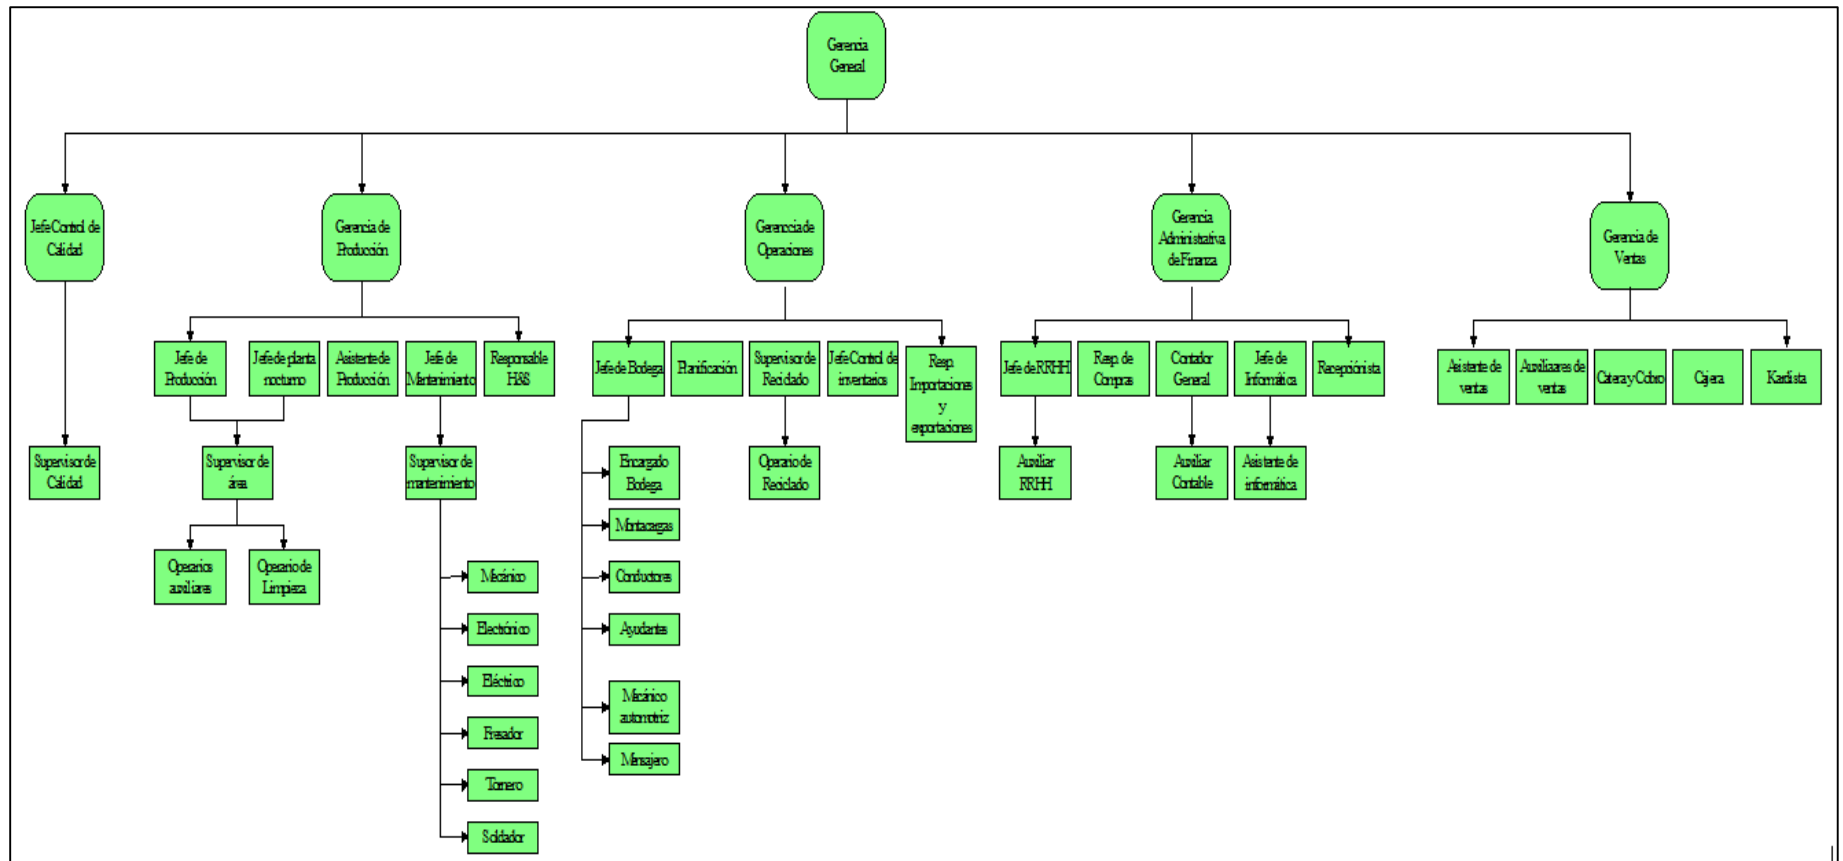 Gerencia
General
Jefe Control de
Calidad
Gerencia de
Producción
Gerenccia de
Operaciones
Gerencia
Administrativa
de Finanza
Gerencia de
Ventas
Jefe de
Producción
Jefe de planta
nocturno
Asistente de
Producción
Jefe de
Mantenimiento
Responsable
H&S
Jefe de Bodega
Planificación
Supervisor de
Reciclado
Jefe Control de
inventarios
Resp.
Importaciones
y
exportaciones
Jefe de RRHH
Resp. de
Compras
Contador
General
Jefe de
Informática
Recepciónista
Asistente de
ventas
Auxiliaares de
ventas
Catera y Cobro
Cajera
Kardista
Supervisor de
Calidad
Supervisor de
área
Supervisor de
mantenimiento
Encargado
Bodega
Operario de
Reciclado
Auxiliar
RRHH
Auxiliar
Contable
Asistente de
informática
Operarios
auxiliares
Operario de
Limpieza
Mecánico
Electrónico
Eléctrico
Fresador
Tornero
Soldador
Montacargas
Conductores
Ayudantes
Mecánico
automotriz
Mensajero